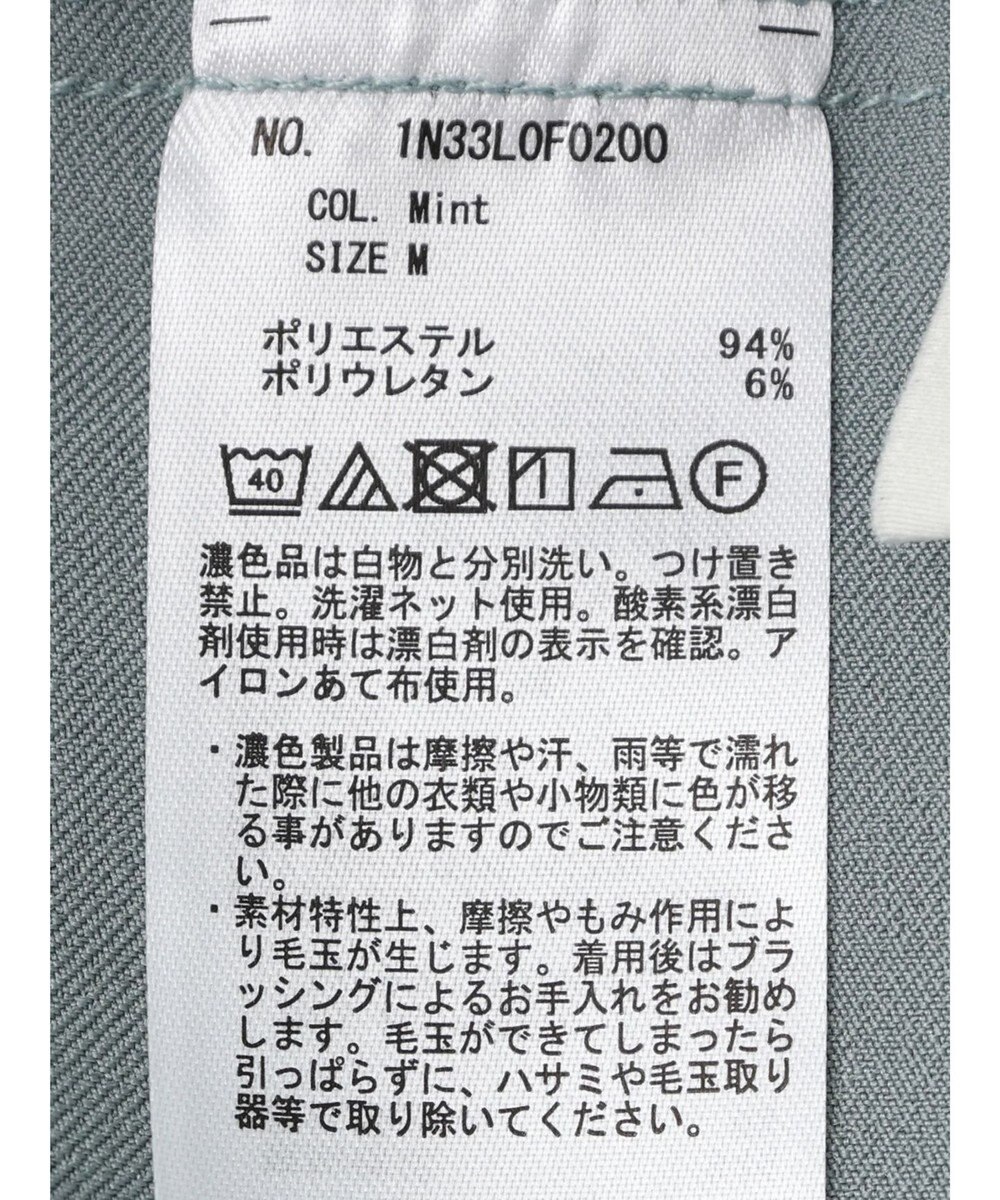 NO. 1N33L0F0200
COL. Mint
SIZE M
ポリエステル 94%
ポリウレタン 6%
40 F
濃色品は白物と分別洗い。つけ置き
禁止。洗濯ネット使用。酸素系漂白
剤使用時は漂白剤の表示を確認。ア
イロンあて布使用。
・濃色製品は摩擦や汗、雨等で濡れ
た際に他の衣類や小物類に色が移
る事がありますのでご注意くださ
い。
・素材特性上、摩擦やもみ作用によ
り毛玉が生じます。着用後はブラ
ッシングによるお手入れをお勧め
します。毛玉ができてしまったら
引っぱらずに、ハサミや毛玉取り
器等で取り除いてください。